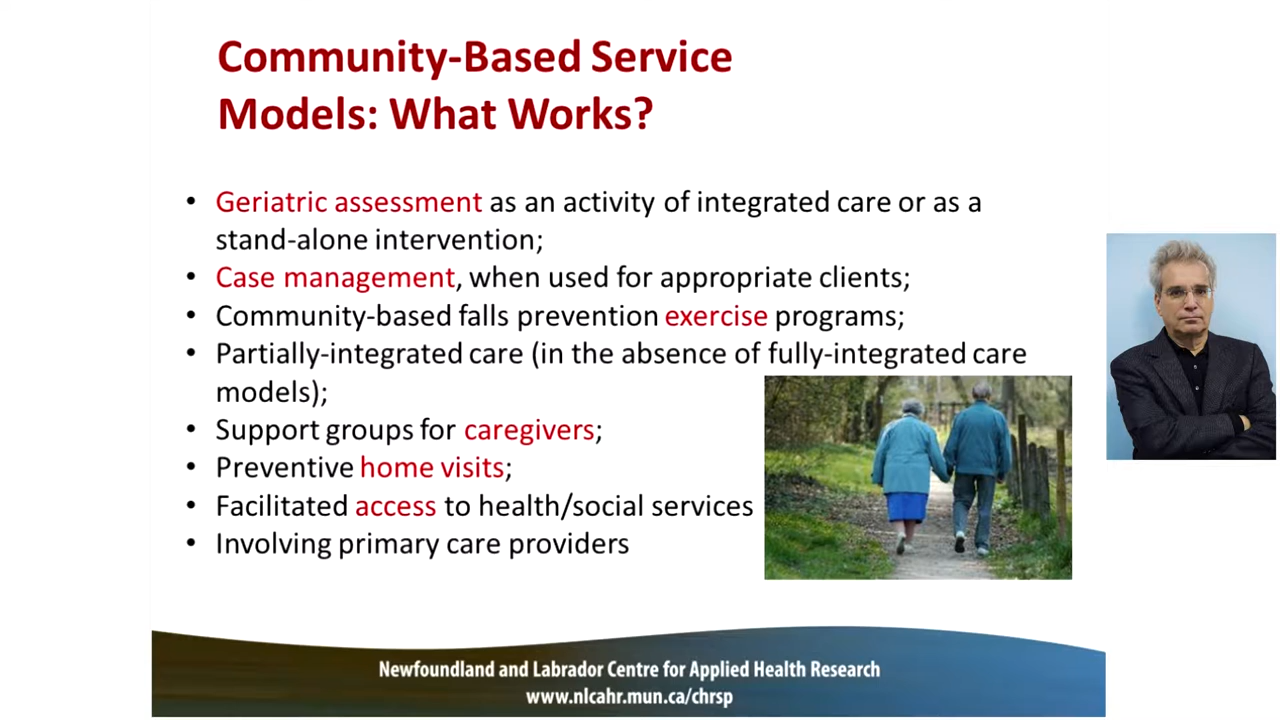 Community-Based Service
Models: What Works?
• Geriatric assessment as an activity of integrated care or as a
stand-alone intervention;
• Case management, when used for appropriate clients;
• Community-based falls prevention exercise programs;
• Partially-integrated care (in the absence of fully-integrated care
models);
• Support groups for caregivers;
• Preventive home visits;
• Facilitated access to health/social services
• Involving primary care providers
Newfoundland and Labrador Centre for Applied Health Research
www.nlcahr.mun.ca/chrsp